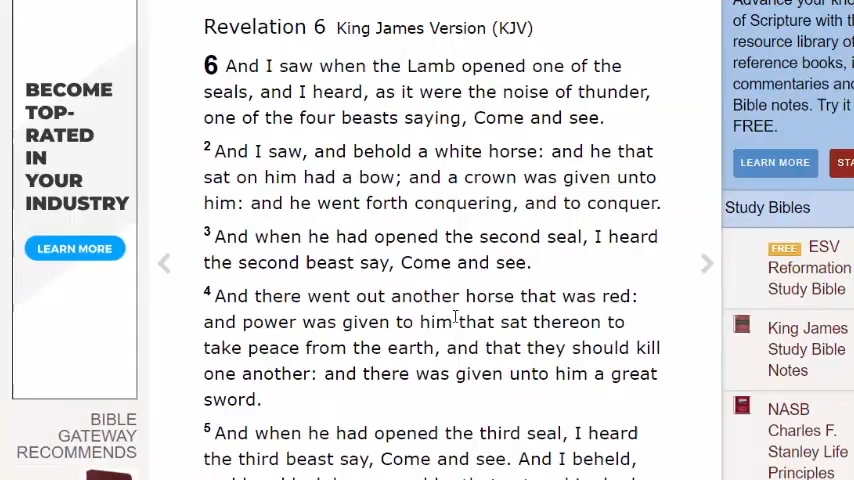 Revelation 6 King James Version (KJV)
6 And I saw when the Lamb opened one of the
seals, and I heard, as it were the noise of thunder,
one of the four beasts saying, Come and see.
2 And I saw, and behold a white horse: and he that
sat on him had a bow; and a crown was given unto
him: and he went forth conquering, and to conquer.
3 And when he had opened the second seal, I heard
the second beast say, Come and see.
4 And there went out another horse that was red:
and power was given to him that sat thereon to
take peace from the earth, and that they should kill
one another: and there was given unto him a great
sword.
5 And when he had opened the third seal, I heard
the third beast say, Come and see. And I beheld,
BECOME
TOP-
RATED
IN
YOUR
INDUSTRY
LEARN MORE
BIBLE
GATEWAY
RECOMMENDS
of Scripture with
resource library of
reference books,
commentaries and
Bible notes. Try it
FREE.
LEARN MORE
Study Bibles
FREE ESV
Reformation
Study Bible
King James
Study Bible
Notes
NASB
Charles F.
Stanley Life
Principles